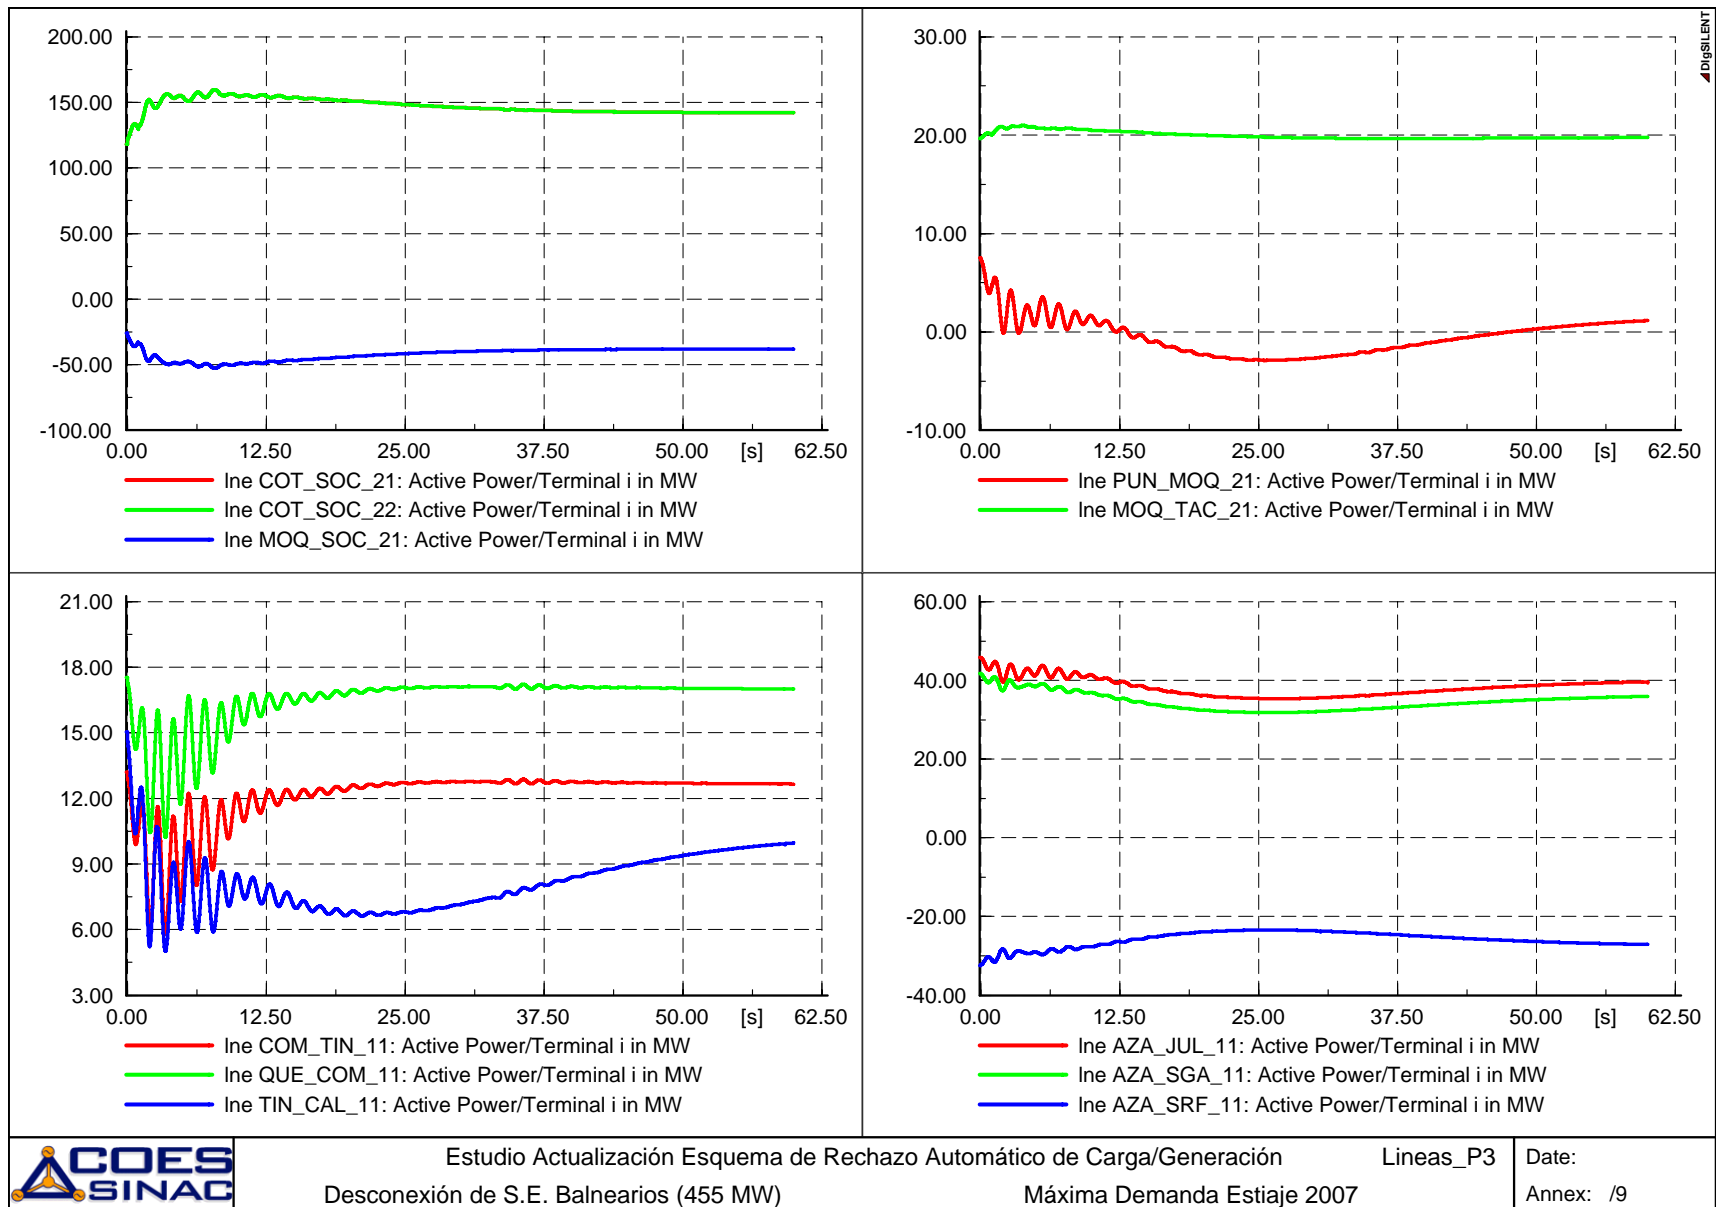 200.00
150.00
100.00
50.00
0.00
-50.00
-100.00
0.00 12.50 25.00 37.50 50.00 [s] 62.50
lne COT_SOC_21: Active Power/Terminal i in MW
lne COT_SOC_22: Active Power/Terminal i in MW
lne MOQ_SOC_21: Active Power/Terminal i in MW
30.00
20.00
10.00
0.00
-10.00
0.00 12.50 25.00 37.50 50.00 [s] 62.50
lne PUN_MOQ_21: Active Power/Terminal i in MW
lne MOQ_TAC_21: Active Power/Terminal i in MW
DIgSILENT
21.00
18.00
15.00
12.00
9.00
6.00
3.00
0.00 12.50 25.00 37.50 50.00 [s] 62.50
lne COM_TIN_11: Active Power/Terminal i in MW
lne QUE_COM_11: Active Power/Terminal i in MW
lne TIN_CAL_11: Active Power/Terminal i in MW
60.00
40.00
20.00
0.00
-20.00
-40.00
0.00 12.50 25.00 37.50 50.00 [s] 62.50
lne AZA_JUL_11: Active Power/Terminal i in MW
lne AZA_SGA_11: Active Power/Terminal i in MW
lne AZA_SRF_11: Active Power/Terminal i in MW
COES
SINAC
Estudio Actualización Esquema de Rechazo Automático de Carga/Generación Lineas_P3
Desconexión de S.E. Balnearios (455 MW) Máxima Demanda Estiaje 2007
Date:
Annex: /9